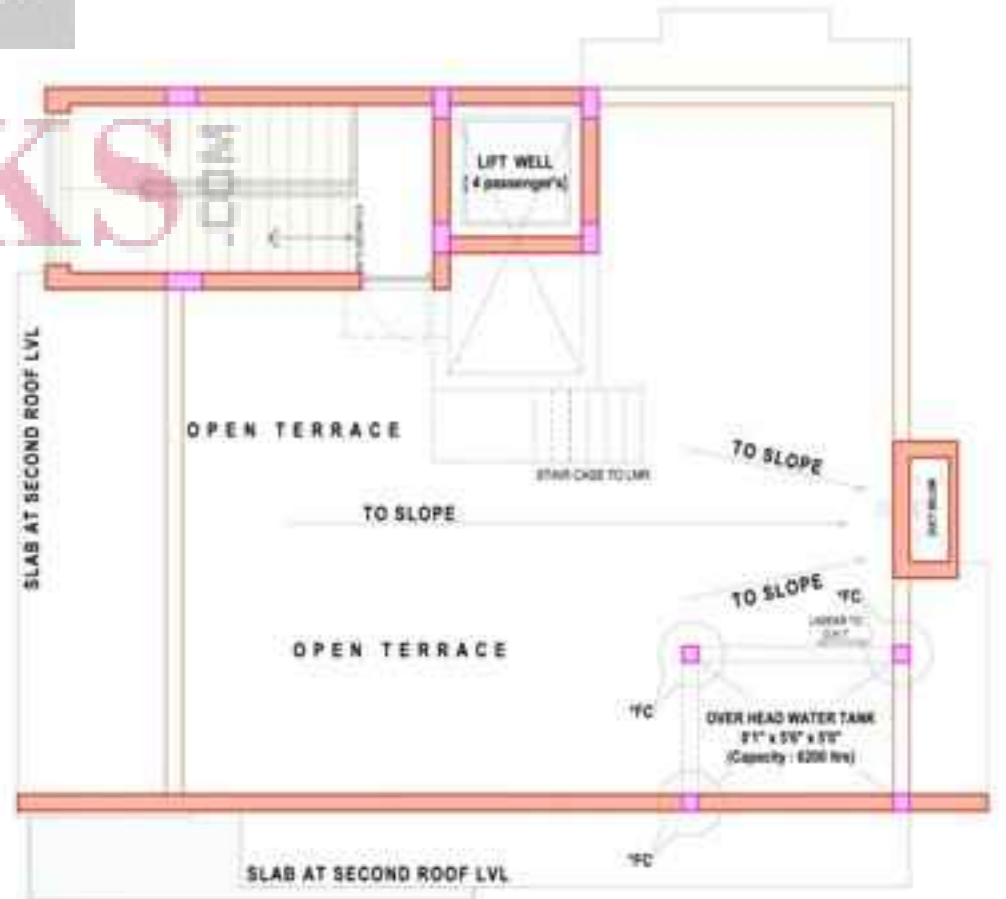 KS
.COM
LIFT WELL
( 4 passenger's)
SLAB AT SECOND ROOF LVL
OPEN TERRACE
STAIR CASE TO LMR
TO SLOPE
TO SLOPE
TO SLOPE
*FC
OPEN TERRACE
*FC
OVER HEAD WATER TANK
(Capacity : 6200 ltrs)
*FC
SLAB AT SECOND ROOF LVL